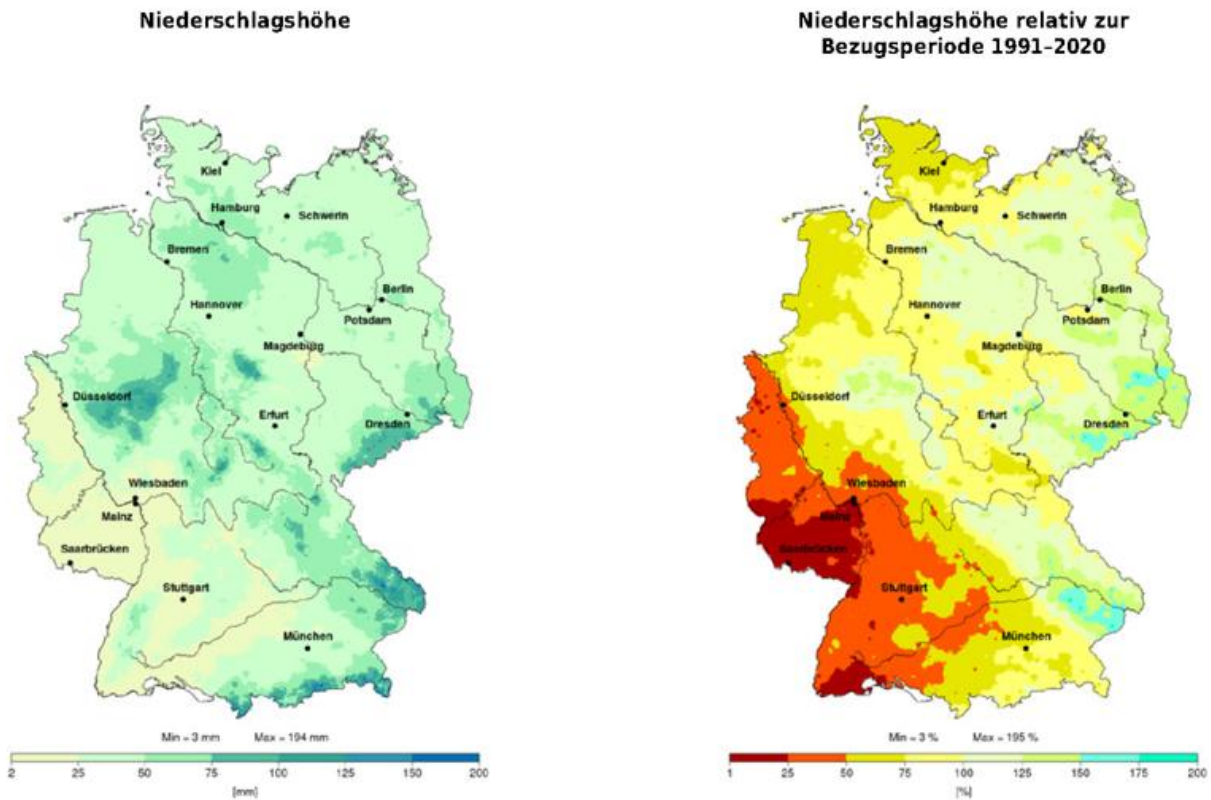 Niederschlagshöhe
Kiel
Hamburg
Schwerin
Bremen
Berlin
Hannover
Potsdam
Magdeburg
Düsseldorf
Erfurt
Dresden
Wiesbaden
Mainz
Saarbrücken
Stuttgart
München
Min = 3 mm Max = 194 mm
2 25 50 75 100 125 150 200
[mm]
Niederschlagshöhe relativ zur
Bezugsperiode 1991–2020
Kiel
Hamburg
Schwerin
Bremen
Berlin
Hannover
Potsdam
Magdeburg
Düsseldorf
Erfurt
Dresden
Wiesbaden
Mainz
Saarbrücken
Stuttgart
München
Min = 3 % Max = 195 %
1 25 50 75 100 125 150 175 200
[%]